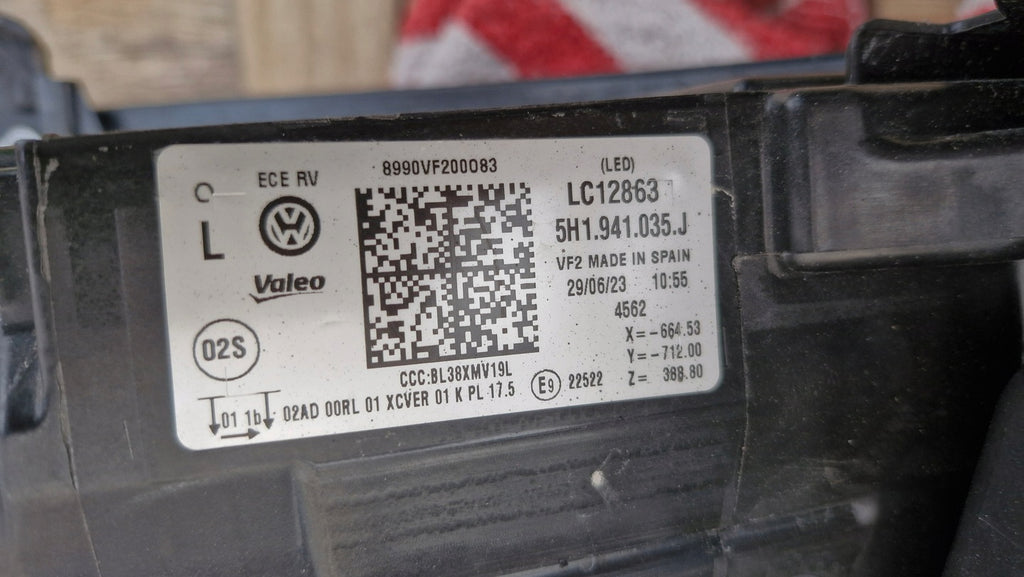 ECE RV
L
Valeo
02S
8990VF200083
CCC:BL38XMV19L
(LED)
LC12863
5H1.941.035.J
VF2 MADE IN SPAIN
29/06/23 10:55
4562
X=-664.53
Y=-712.00
Z= 388.80
01 1b 02AD 00RL 01 XCVER 01 K PL 17.5 E9 22522